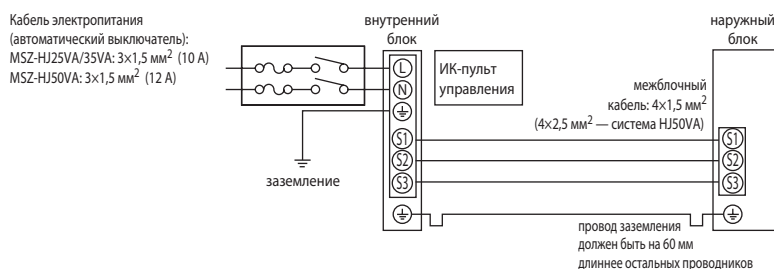 Кабель электропитания
(автоматический выключатель):
MSZ-HJ25VA/35VA: 3×1,5 мм² (10 А)
MSZ-HJ50VA: 3×1,5 мм² (12 А)
внутренний
блок
наружный
блок
L
N
ИК-пульт
управления
межблочный
кабель: 4×1,5 мм²
(4×2,5 мм² — система HJ50VA)
S1
S2
S3
S1
S2
S3
заземление
провод заземления
должен быть на 60 мм
длиннее остальных проводников